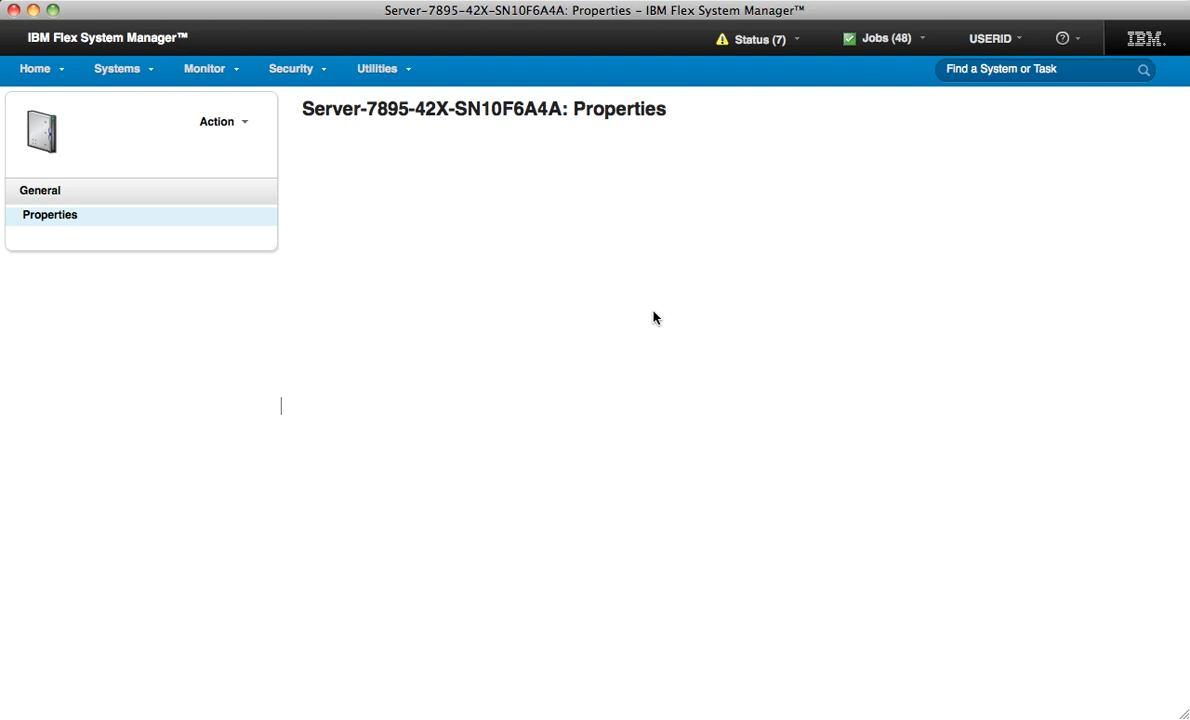 Server-7895-42X-SN10F6A4A: Properties - IBM Flex System Manager™
IBM Flex System Manager™ Status (7) Jobs (48) USERID ? IBM.
Home Systems Monitor Security Utilities Find a System or Task
Action
Server-7895-42X-SN10F6A4A: Properties
General
Properties